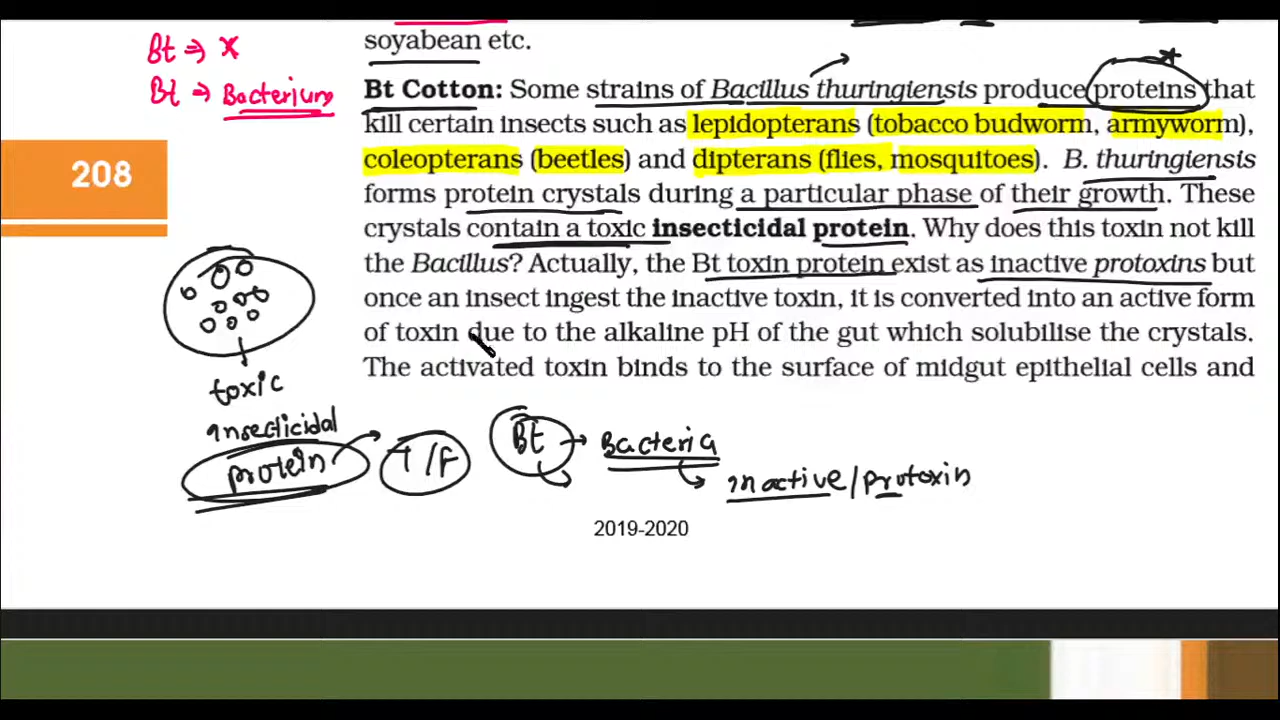 soyabean etc.
Bt ⇒ x
Bt ⇒ Bacterium
Bt Cotton: Some strains of Bacillus thuringiensis produce proteins that
kill certain insects such as lepidopterans (tobacco budworm, armyworm),
coleopterans (beetles) and dipterans (flies, mosquitoes). B. thuringiensis
208
forms protein crystals during a particular phase of their growth. These
crystals contain a toxic insecticidal protein. Why does this toxin not kill
the Bacillus? Actually, the Bt toxin protein exist as inactive protoxins but
once an insect ingest the inactive toxin, it is converted into an active form
of toxin due to the alkaline pH of the gut which solubilise the crystals.
The activated toxin binds to the surface of midgut epithelial cells and
toxic
insecticidal
protein
T/F
Bt → Bacteria
inactive/protoxin
2019-2020